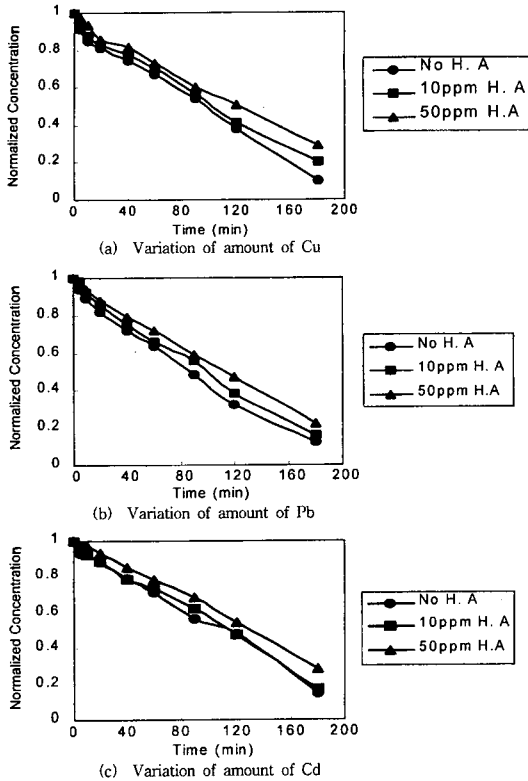 Normalized Concentration
1
0.8
0.6
0.4
0.2
0
0 40 80 120 160 200
Time (min)
No H. A
10ppm H. A
50ppm H.A
(a) Variation of amount of Cu
Normalized Concentration
1
0.8
0.6
0.4
0.2
0
0 40 80 120 160 200
Time (min)
No H. A
10ppm H. A
50ppm H.A
(b) Variation of amount of Pb
Normalized Concentration
1
0.8
0.6
0.4
0.2
0
0 40 80 120 160 200
Time (min)
No H. A
10ppm H. A
50ppm H.A
(c) Variation of amount of Cd